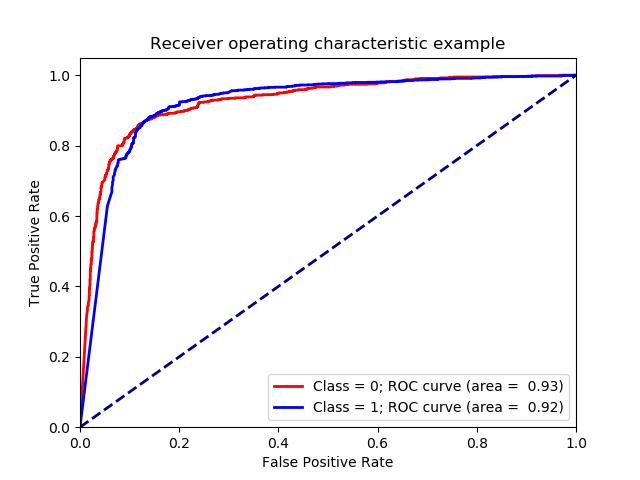 Receiver operating characteristic example
1.0
0.8
0.6
0.4
0.2
0.0
True Positive Rate
Class = 0; ROC curve (area =  0.93)
Class = 1; ROC curve (area =  0.92)
0.0 0.2 0.4 0.6 0.8 1.0
False Positive Rate